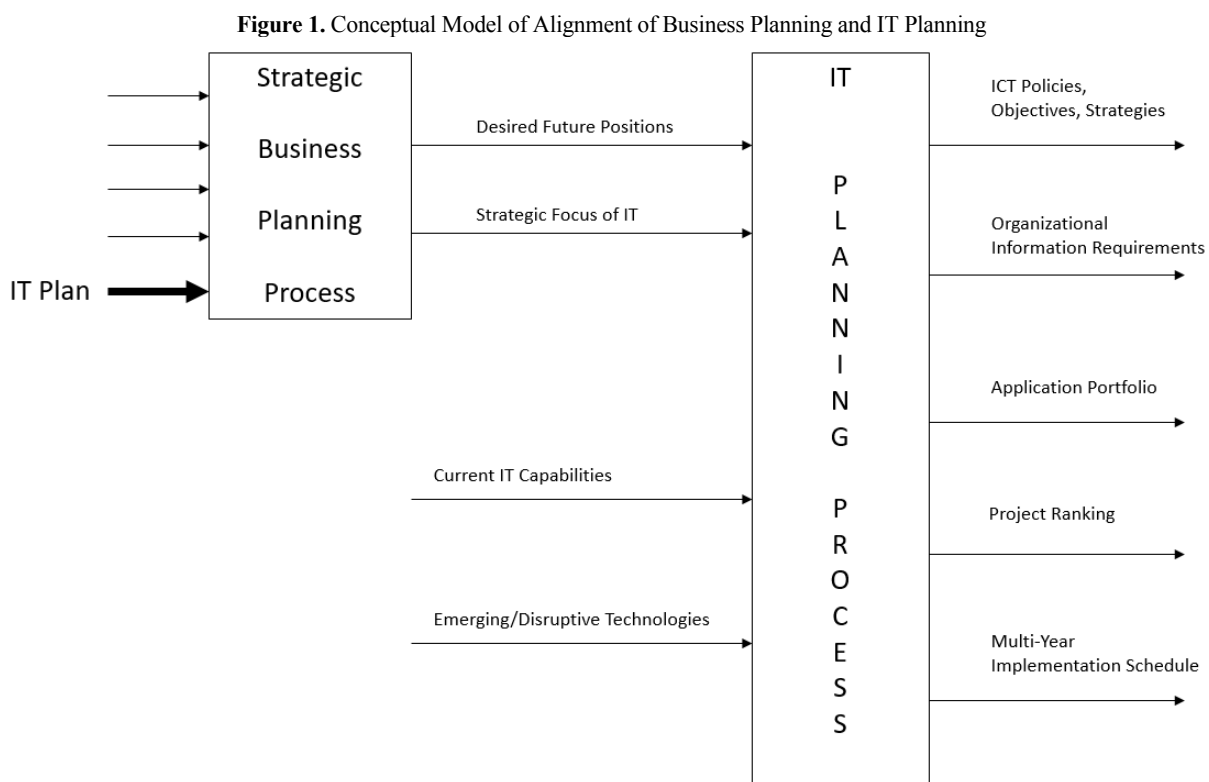 Figure 1. Conceptual Model of Alignment of Business Planning and IT Planning
Strategic
Business
Planning
Process
IT Plan
Desired Future Positions
Strategic Focus of IT
Current IT Capabilities
Emerging/Disruptive Technologies
IT
P
L
A
N
N
I
N
G
P
R
O
C
E
S
S
ICT Policies,
Objectives, Strategies
Organizational
Information Requirements
Application Portfolio
Project Ranking
Multi-Year
Implementation Schedule